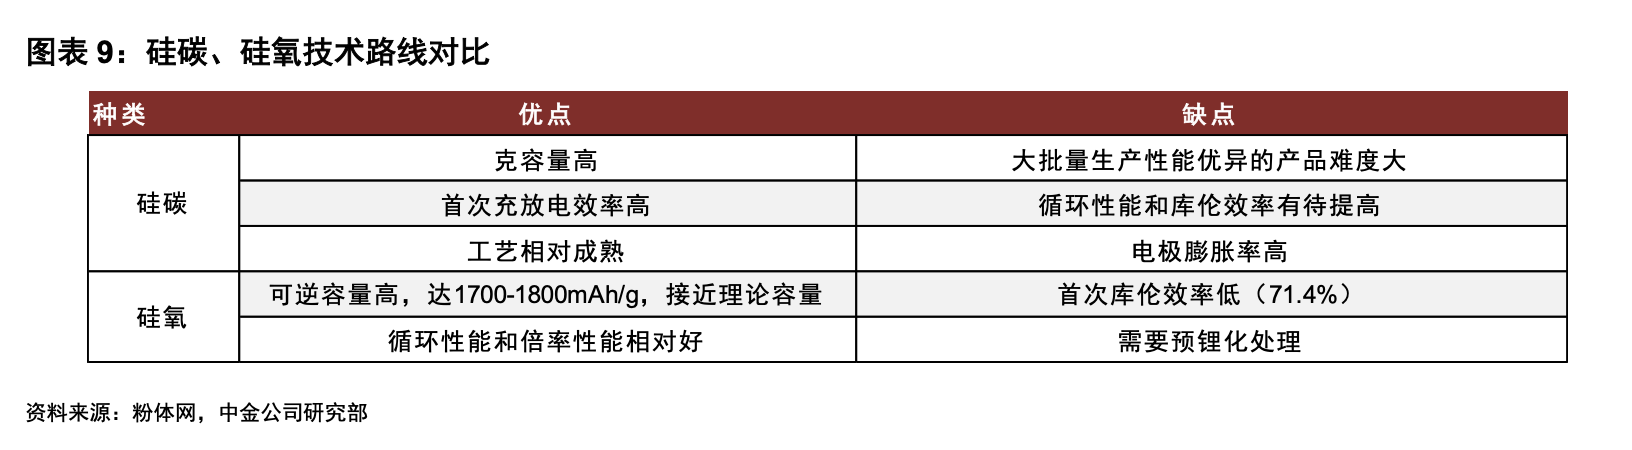 图表 9：硅碳、硅氧技术路线对比
种类 优点 缺点
硅碳
克容量高 大批量生产性能优异的产品难度大
首次充放电效率高 循环性能和库伦效率有待提高
工艺相对成熟 电极膨胀率高
硅氧
可逆容量高，达1700-1800mAh/g，接近理论容量 首次库伦效率低（71.4%）
循环性能和倍率性能相对好 需要预锂化处理
资料来源：粉体网，中金公司研究部